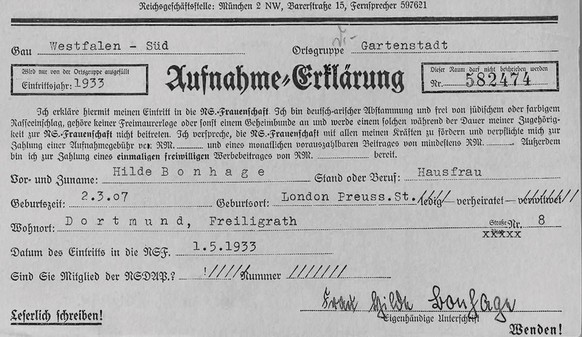 Reichsgeschäftsstelle: München 2 NW, Barerstraße 15, Fernsprecher 597621
Gau Westfalen - Süd Ortsgruppe Gartenstadt
Wird nur von der Ortsgruppe ausgefüllt
Eintrittsjahr: 1933
Aufnahme-Erklärung
Dieser Raum darf nicht beschrieben werden
Nr. 582474
Ich erkläre hiermit meinen Eintritt in die NS.-Frauenschaft. Ich bin deutsch-arischer Abstammung und frei von jüdischem oder farbigem
Rasseeinschlag, gehöre keiner Freimaurerloge oder sonst einem Geheimbunde an und werde einem solchen während der Dauer meiner Zugehörig-
keit zur NS.-Frauenschaft nicht beitreten. Ich verspreche, die NS.-Frauenschaft mit allen meinen Kräften zu fördern und verpflichte mich zur
Zahlung einer Aufnahmegebühr von RM. und eines monatlichen vorauszahlbaren Beitrages von mindestens RM. Außerdem
bin ich zur Zahlung eines einmaligen freiwilligen Werbebeitrages von RM. bereit.
Vor- und Zuname: Hilde Bonhage Stand oder Beruf: Hausfrau
Geburtszeit: 2.3.07 Geburtsort: London Preuss.St. ledig - verheiratet - verwitwet
Wohnort: Dortmund, Freiligrath Straße Nr. 8
xxxxx
Datum des Eintritts in die NSF. 1.5.1933
Sind Sie Mitglied der NSDAP.? Nummer ///////
Frau Hilde Bonhage
Eigenhändige Unterschrift
Leserlich schreiben!
Wenden!